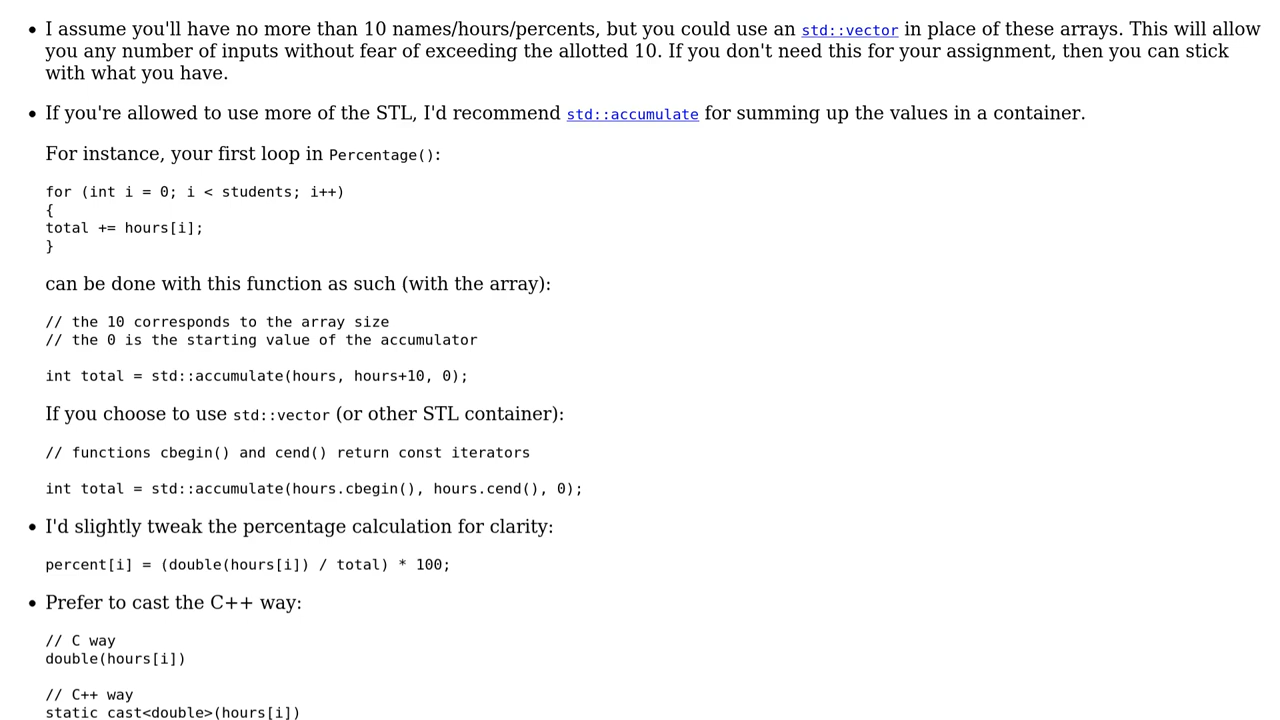 I assume you'll have no more than 10 names/hours/percents, but you could use an std::vector in place of these arrays. This will allow
you any number of inputs without fear of exceeding the allotted 10. If you don't need this for your assignment, then you can stick
with what you have.
If you're allowed to use more of the STL, I'd recommend std::accumulate for summing up the values in a container.
For instance, your first loop in Percentage():
for (int i = 0; i < students; i++)
{
total += hours[i];
}
can be done with this function as such (with the array):
// the 10 corresponds to the array size
// the 0 is the starting value of the accumulator
int total = std::accumulate(hours, hours+10, 0);
If you choose to use std::vector (or other STL container):
// functions cbegin() and cend() return const iterators
int total = std::accumulate(hours.cbegin(), hours.cend(), 0);
I'd slightly tweak the percentage calculation for clarity:
percent[i] = (double(hours[i]) / total) * 100;
Prefer to cast the C++ way:
// C way
double(hours[i])
// C++ way
static_cast<double>(hours[i])